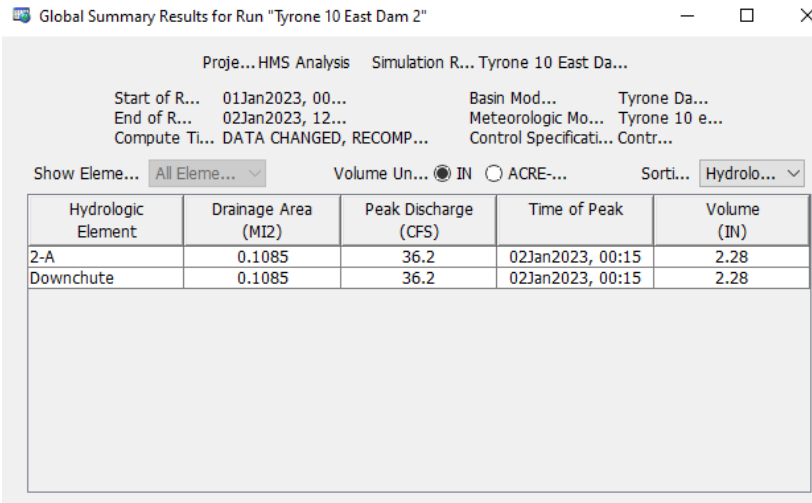 Global Summary Results for Run "Tyrone 10 East Dam 2"
Proje... HMS Analysis Simulation R... Tyrone 10 East Da...
Start of R... 01Jan2023, 00... Basin Mod... Tyrone Da...
End of R... 02Jan2023, 12... Meteorologic Mo... Tyrone 10 e...
Compute Ti... DATA CHANGED, RECOMP... Control Specificati... Contr...
Show Eleme... All Eleme... Volume Un... IN ACRE-... Sorti... Hydrolo...
Hydrologic Drainage Area Peak Discharge Time of Peak Volume
Element (MI2) (CFS) (IN)
2-A 0.1085 36.2 02Jan2023, 00:15 2.28
Downchute 0.1085 36.2 02Jan2023, 00:15 2.28